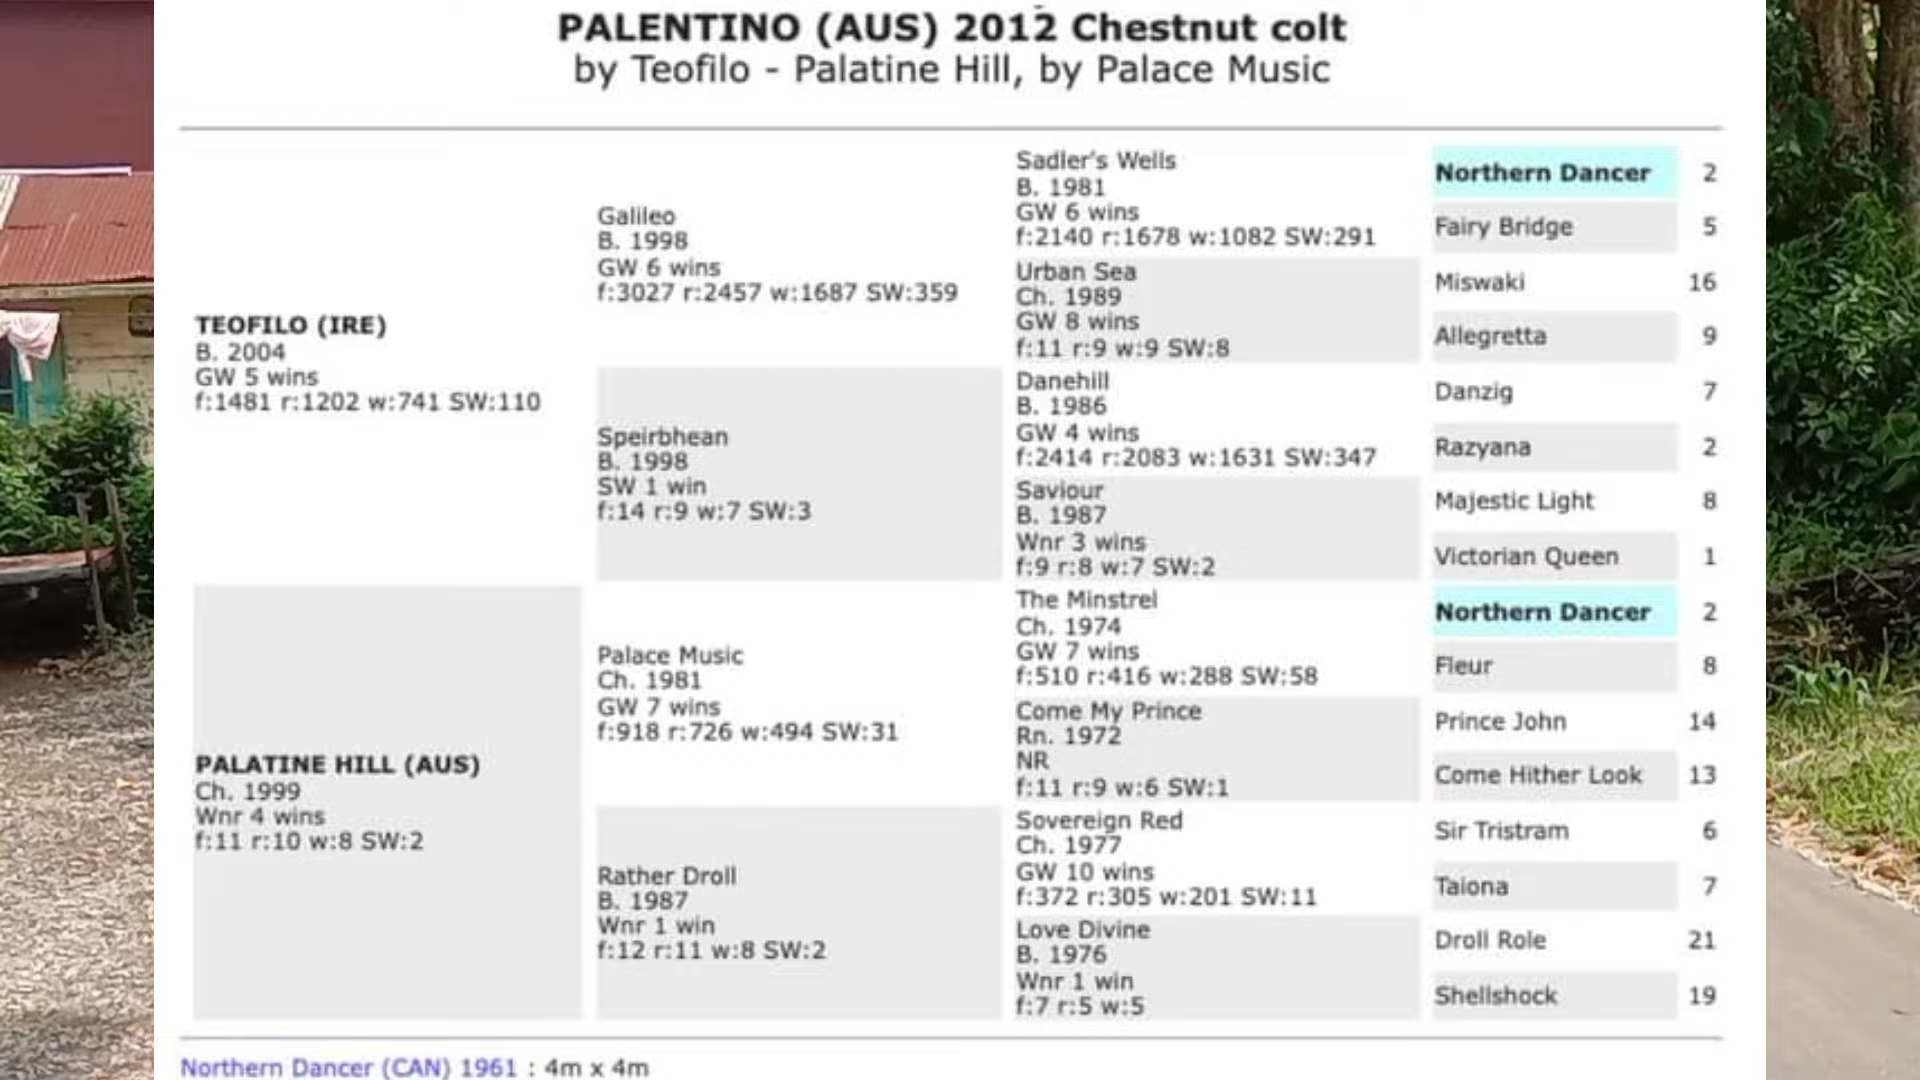 PALENTINO (AUS) 2012 Chestnut colt
by Teofilo - Palatine Hill, by Palace Music
TEOFILO (IRE)
B. 2004
GW 5 wins
f:1481 r:1202 w:741 SW:110
PALATINE HILL (AUS)
Ch. 1999
Wnr 4 wins
f:11 r:10 w:8 SW:2
Galileo
B. 1998
GW 6 wins
f:3027 r:2457 w:1687 SW:359
Speirbhean
B. 1998
SW 1 win
f:14 r:9 w:7 SW:3
Palace Music
Ch. 1981
GW 7 wins
f:918 r:726 w:494 SW:31
Rather Droll
B. 1987
Wnr 1 win
f:12 r:11 w:8 SW:2
Sadler's Wells
B. 1981
GW 6 wins
f:2140 r:1678 w:1082 SW:291
Urban Sea
Ch. 1989
GW 8 wins
f:11 r:9 w:9 SW:8
Danehill
B. 1986
GW 4 wins
f:2414 r:2083 w:1631 SW:347
Saviour
B. 1987
Wnr 3 wins
f:9 r:8 w:7 SW:2
The Minstrel
Ch. 1974
GW 7 wins
f:510 r:416 w:288 SW:58
Come My Prince
Rn. 1972
NR
f:11 r:9 w:6 SW:1
Sovereign Red
Ch. 1977
GW 10 wins
f:372 r:305 w:201 SW:11
Love Divine
B. 1976
Wnr 1 win
f:7 r:5 w:5
Northern Dancer 2
Fairy Bridge 5
Miswaki 16
Allegretta 9
Danzig 7
Razyana 2
Majestic Light 8
Victorian Queen 1
Northern Dancer 2
Fleur 8
Prince John 14
Come Hither Look 13
Sir Tristram 6
Taiona 7
Droll Role 21
Shellshock 19
Northern Dancer (CAN) 1961 : 4m x 4m